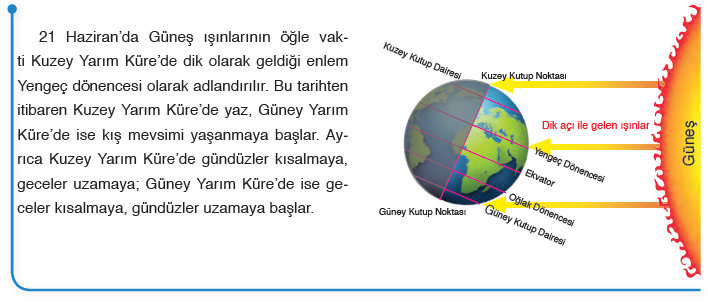 21 Haziran’da Güneş ışınlarının öğle vak-
ti Kuzey Yarım Küre’de dik olarak geldiği enlem
Yengeç dönencesi olarak adlandırılır. Bu tarihten
itibaren Kuzey Yarım Küre’de yaz, Güney Yarım
Küre’de ise kış mevsimi yaşanmaya başlar. Ay-
rıca Kuzey Yarım Küre’de gündüzler kısalmaya,
geceler uzamaya; Güney Yarım Küre’de ise ge-
celer kısalmaya, gündüzler uzamaya başlar.
Kuzey Kutup Dairesi
Kuzey Kutup Noktası
Dik açı ile gelen ışınlar
Yengeç Dönencesi
Ekvator
Oğlak Dönencesi
Güney Kutup Noktası
Güney Kutup Dairesi
Güneş